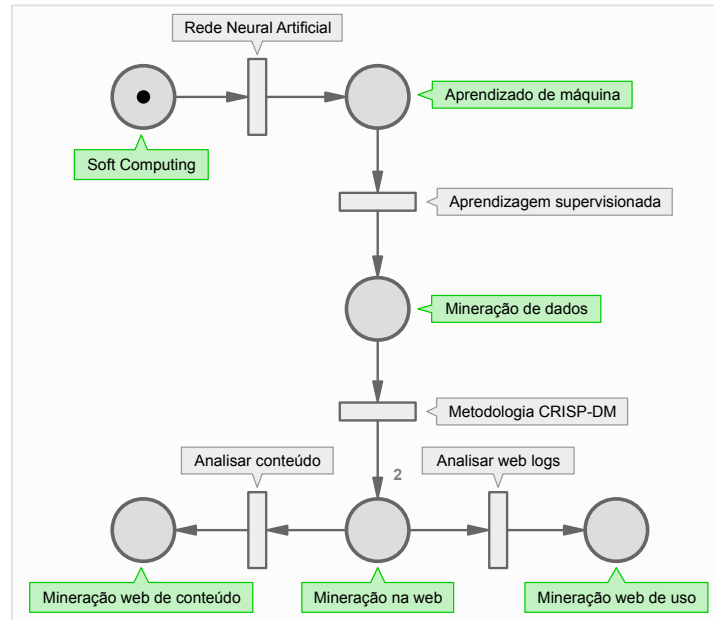 Rede Neural Artificial
Aprendizado de máquina
Soft Computing
Aprendizagem supervisionada
Mineração de dados
Metodologia CRISP-DM
Analisar conteúdo
Analisar web logs
2
Mineração web de conteúdo
Mineração na web
Mineração web de uso